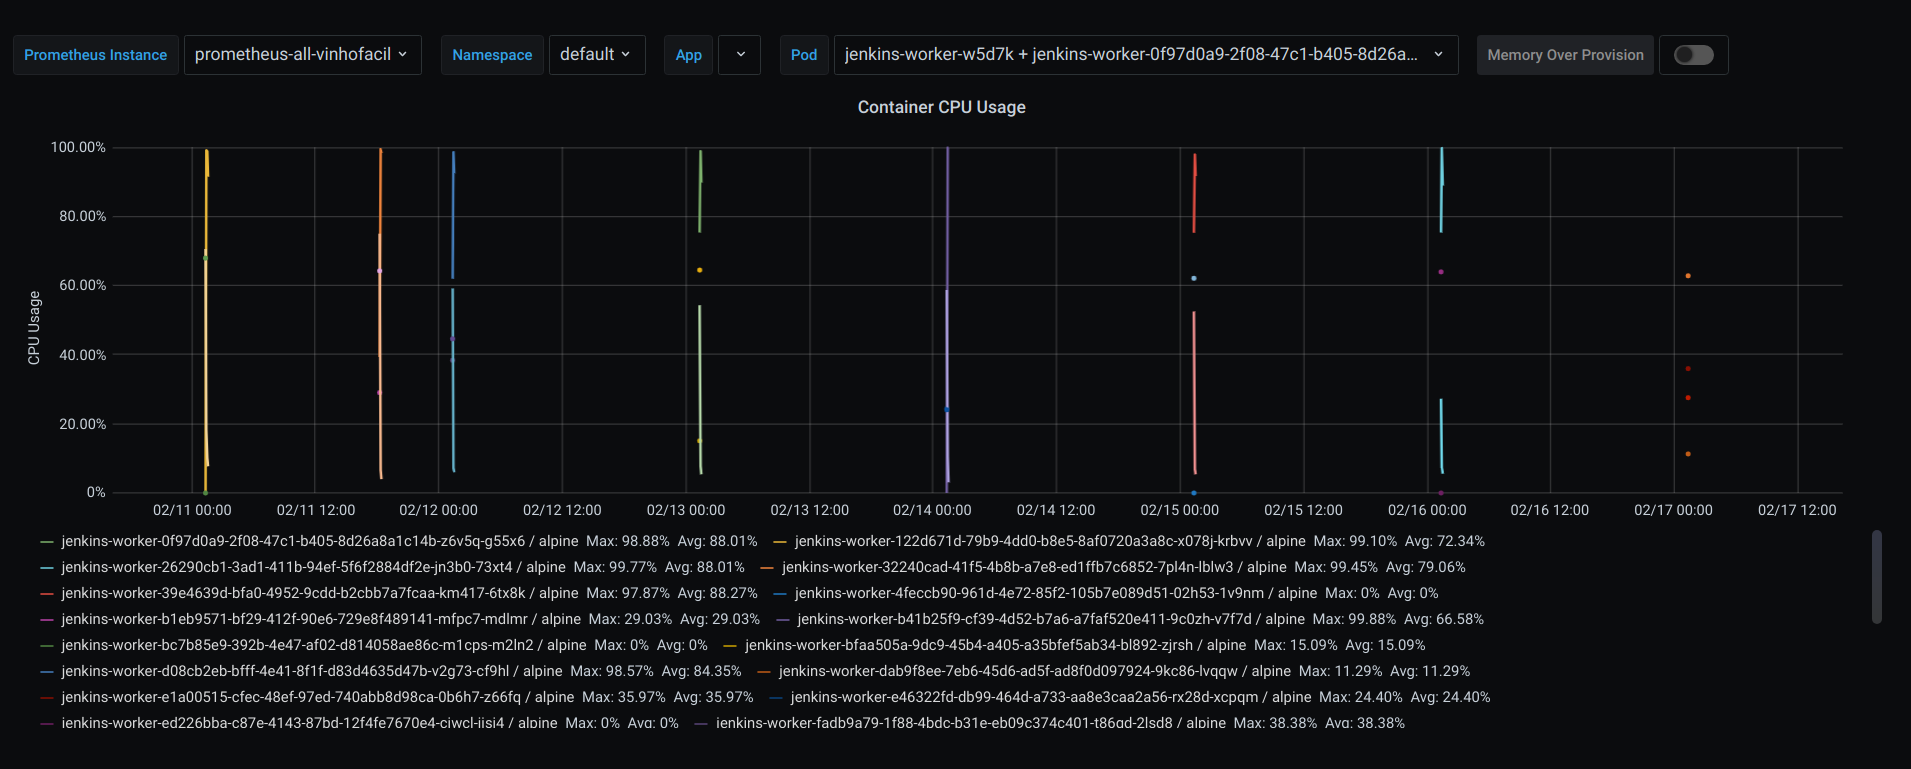 Prometheus Instance prometheus-all-vinhofacil Namespace default App Pod jenkins-worker-w5d7k + jenkins-worker-0f97d0a9-2f08-47c1-b405-8d26a... Memory Over Provision
Container CPU Usage
100.00%
80.00%
60.00%
40.00%
20.00%
0%
CPU Usage
02/11 00:00 02/11 12:00 02/12 00:00 02/12 12:00 02/13 00:00 02/13 12:00 02/14 00:00 02/14 12:00 02/15 00:00 02/15 12:00 02/16 00:00 02/16 12:00 02/17 00:00 02/17 12:00
jenkins-worker-0f97d0a9-2f08-47c1-b405-8d26a8a1c14b-z6v5q-g55x6 / alpine Max: 98.88% Avg: 88.01% jenkins-worker-122d671d-79b9-4dd0-b8e5-8af0720a3a8c-x078j-krbvv / alpine Max: 99.10% Avg: 72.34%
jenkins-worker-26290cb1-3ad1-411b-94ef-5f6f2884df2e-jn3b0-73xt4 / alpine Max: 99.77% Avg: 88.01% jenkins-worker-32240cad-41f5-4b8b-a7e8-ed1ffb7c6852-7pl4n-lblw3 / alpine Max: 99.45% Avg: 79.06%
jenkins-worker-39e4639d-bfa0-4952-9cdd-b2cbb7a7fcaa-km417-6tx8k / alpine Max: 97.87% Avg: 88.27% jenkins-worker-4feccb90-961d-4e72-85f2-105b7e089d51-02h53-1v9nm / alpine Max: 0% Avg: 0%
jenkins-worker-b1eb9571-bf29-412f-90e6-729e8f489141-mfpc7-mdlmr / alpine Max: 29.03% Avg: 29.03% jenkins-worker-b41b25f9-cf39-4d52-b7a6-a7faf520e411-9c0zh-v7f7d / alpine Max: 99.88% Avg: 66.58%
jenkins-worker-bc7b85e9-392b-4e47-af02-d814058ae86c-m1cps-m2ln2 / alpine Max: 0% Avg: 0% jenkins-worker-bfaa505a-9dc9-45b4-a405-a35bfef5ab34-bl892-zjrsh / alpine Max: 15.09% Avg: 15.09%
jenkins-worker-d08cb2eb-bfff-4e41-8f1f-d83d4635d47b-v2g73-cf9hl / alpine Max: 98.57% Avg: 84.35% jenkins-worker-dab9f8ee-7eb6-45d6-ad5f-ad8f0d097924-9kc86-lvqqw / alpine Max: 11.29% Avg: 11.29%
jenkins-worker-e1a00515-cfec-48ef-97ed-740abb8d98ca-0b6h7-z66fq / alpine Max: 35.97% Avg: 35.97% jenkins-worker-e46322fd-db99-464d-a733-aa8e3caa2a56-rx28d-xcpqm / alpine Max: 24.40% Avg: 24.40%
jenkins-worker-ed226bba-c87e-4143-87bd-12f4fe7670e4-ciwcl-jjsj4 / alpine Max: 0% Avg: 0% jenkins-worker-fadb9a79-1f88-4bdc-b31e-eb09c374c401-t86qd-2lsd8 / alpine Max: 38.38% Avg: 38.38%